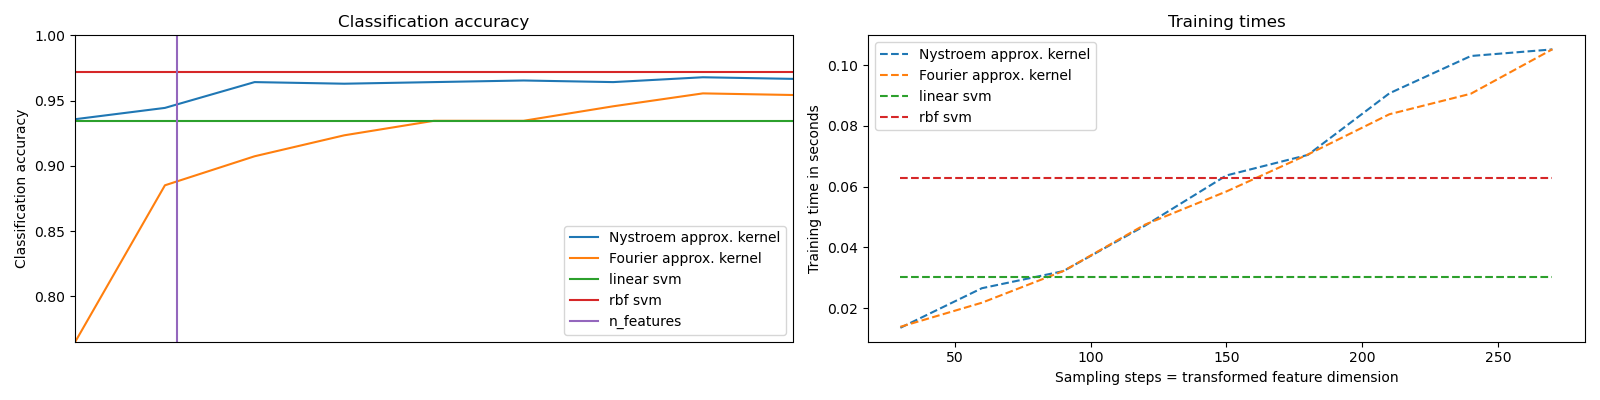 Classification accuracy
Classification accuracy
1.00
0.95
0.90
0.85
0.80
Nystroem approx. kernel
Fourier approx. kernel
linear svm
rbf svm
n_features
Training times
Training time in seconds
0.10
0.08
0.06
0.04
0.02
Nystroem approx. kernel
Fourier approx. kernel
linear svm
rbf svm
50 100 150 200 250
Sampling steps = transformed feature dimension